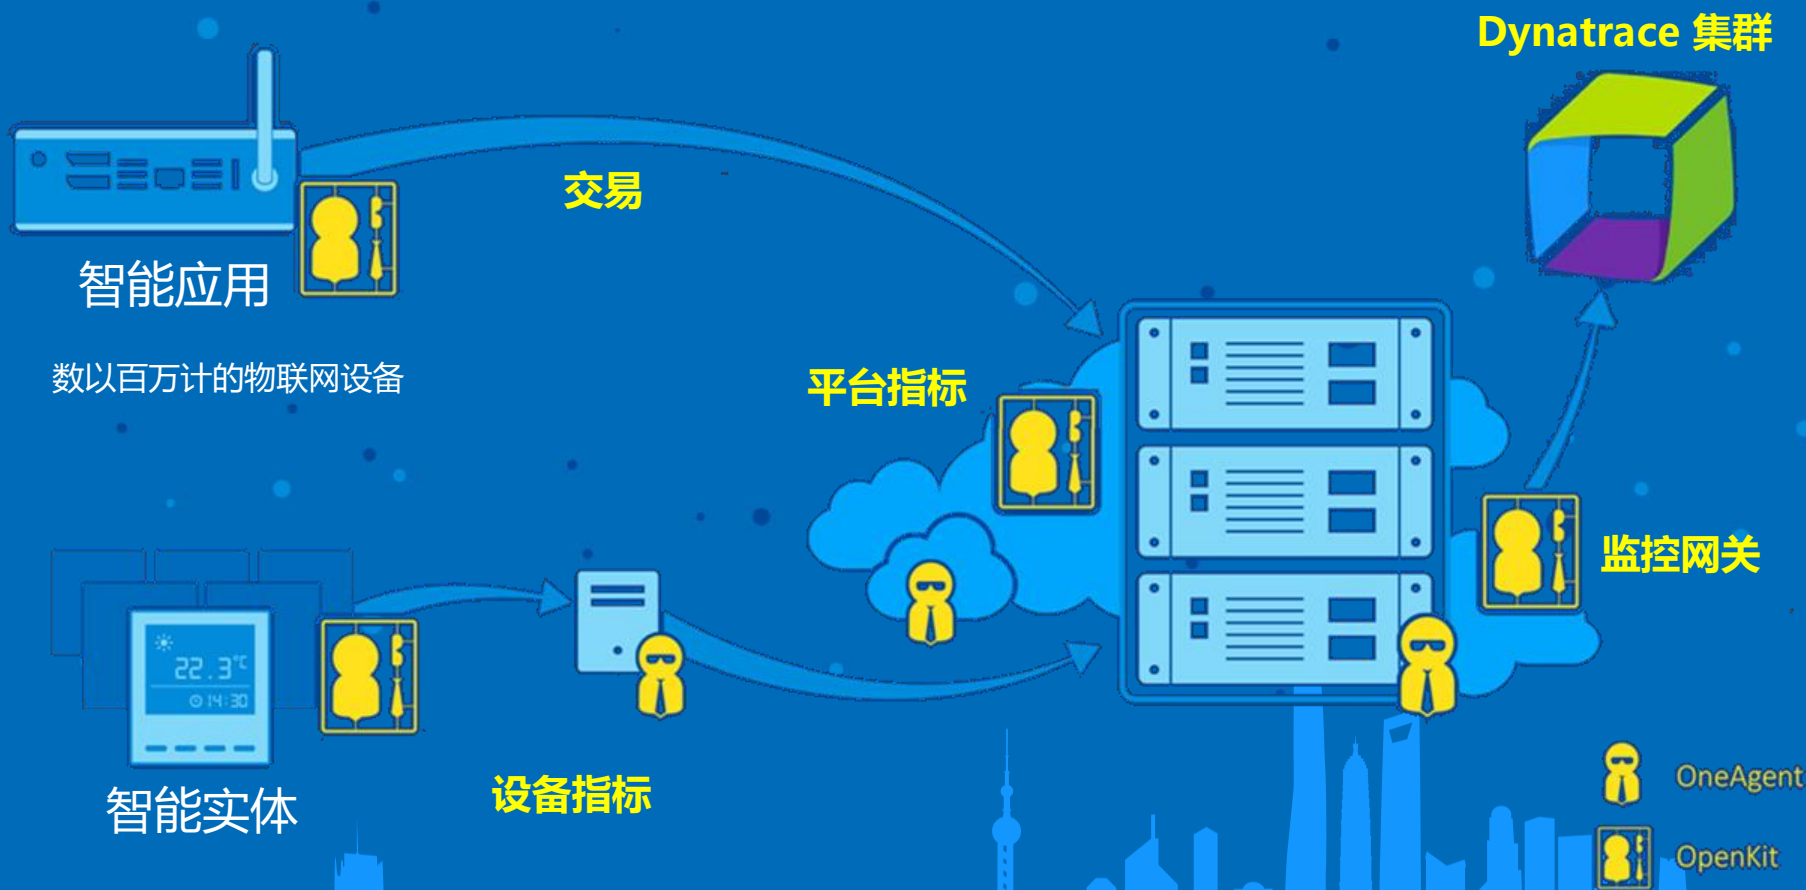 Dynatrace 集群
交易
智能应用
数以百万计的物联网设备
平台指标
监控网关
22.3°C
14:30
设备指标
智能实体
OneAgent
OpenKit